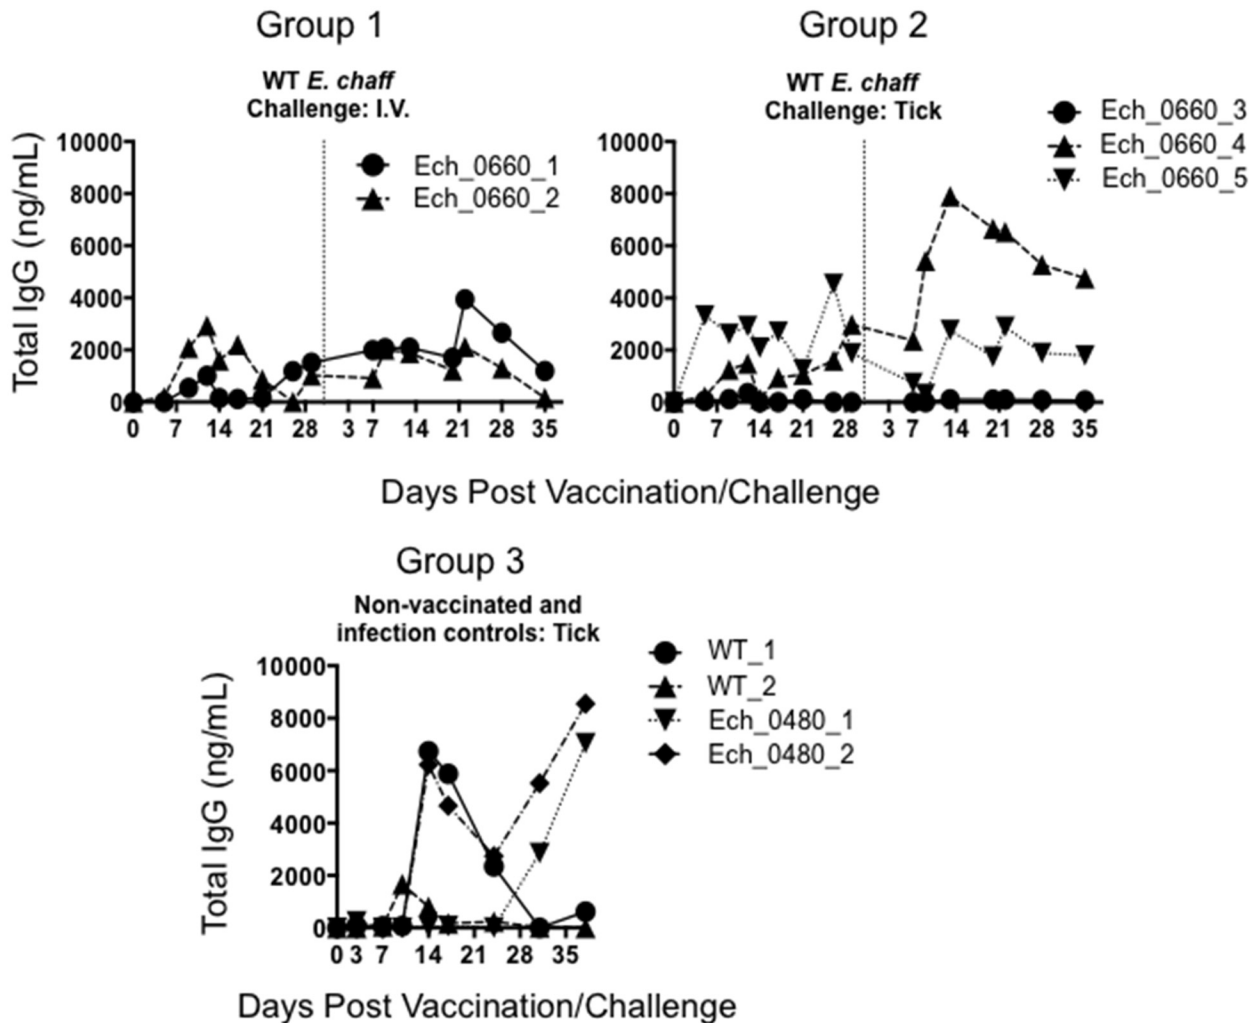 Group 1
WT E. chaff
Challenge: I.V.
Total IgG (ng/mL)
10000
8000
6000
4000
2000
0
0 7 14 21 28 3 7 14 21 28 35
Ech_0660_1
Ech_0660_2
Group 2
WT E. chaff
Challenge: Tick
10000
8000
6000
4000
2000
0
0 7 14 21 28 3 7 14 21 28 35
Ech_0660_3
Ech_0660_4
Ech_0660_5
Days Post Vaccination/Challenge
Group 3
Non-vaccinated and
infection controls: Tick
Total IgG (ng/mL)
10000
8000
6000
4000
2000
0
0 3 7 14 21 28 35
WT_1
WT_2
Ech_0480_1
Ech_0480_2
Days Post Vaccination/Challenge